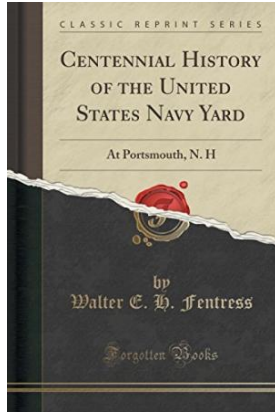 CLASSIC REPRINT SERIES
CENTENNIAL HISTORY
OF THE UNITED
STATES NAVY YARD
At Portsmouth, N. H
by
Walter E. H. Fentress
Forgotten Books